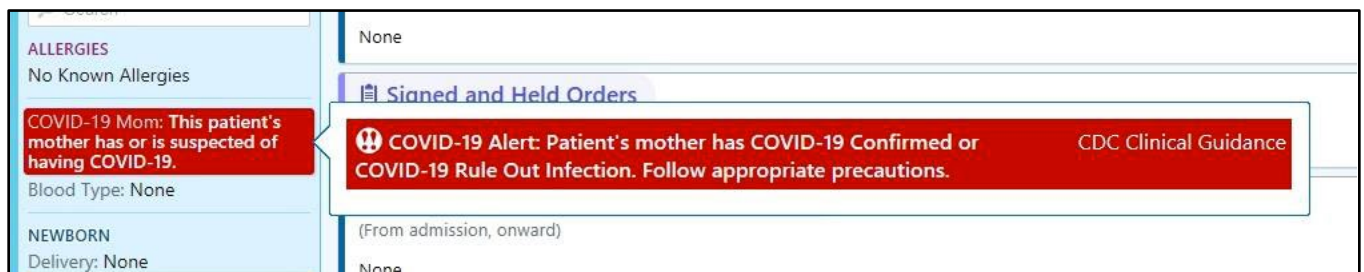 Search
ALLERGIES
No Known Allergies
COVID-19 Mom: This patient's
mother has or is suspected of
having COVID-19.
Blood Type: None
NEWBORN
Delivery: None
None
Signed and Held Orders
COVID-19 Alert: Patient's mother has COVID-19 Confirmed or
COVID-19 Rule Out Infection. Follow appropriate precautions.
CDC Clinical Guidance
(From admission, onward)
None